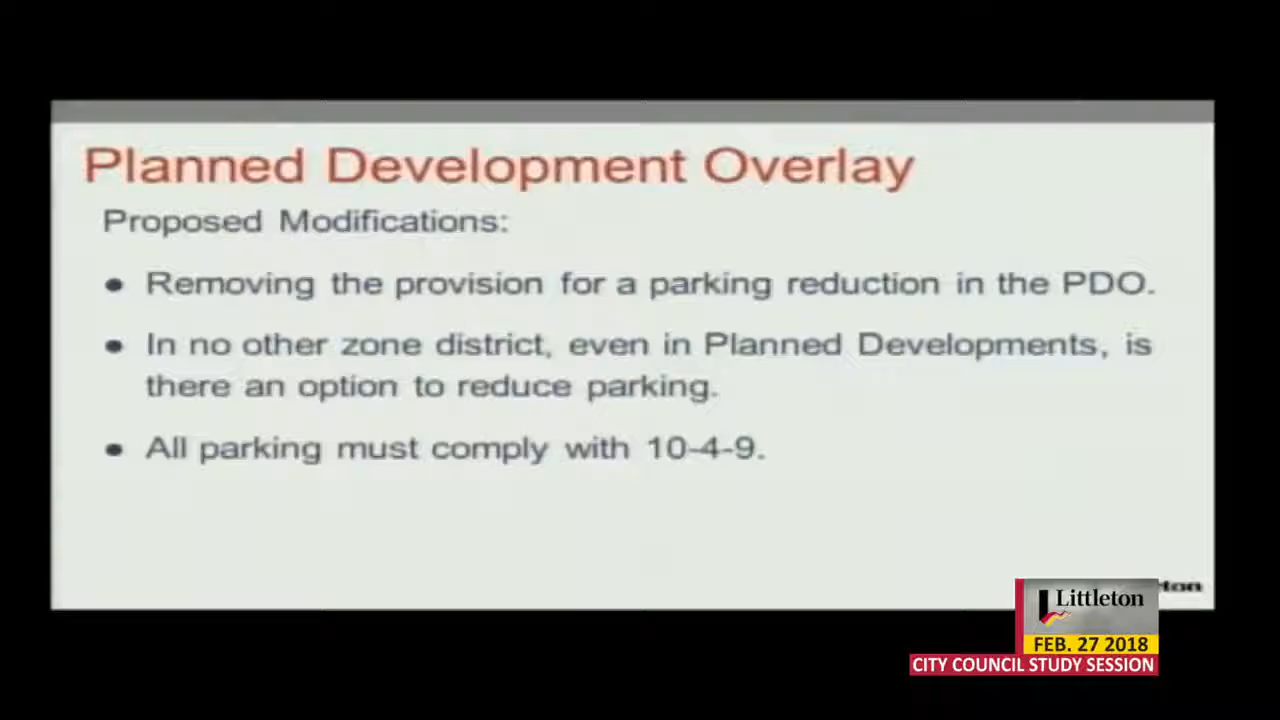 Planned Development Overlay
Proposed Modifications:
● Removing the provision for a parking reduction in the PDO.
● In no other zone district, even in Planned Developments, is
there an option to reduce parking.
● All parking must comply with 10-4-9.
Littleton
FEB. 27 2018
CITY COUNCIL STUDY SESSION